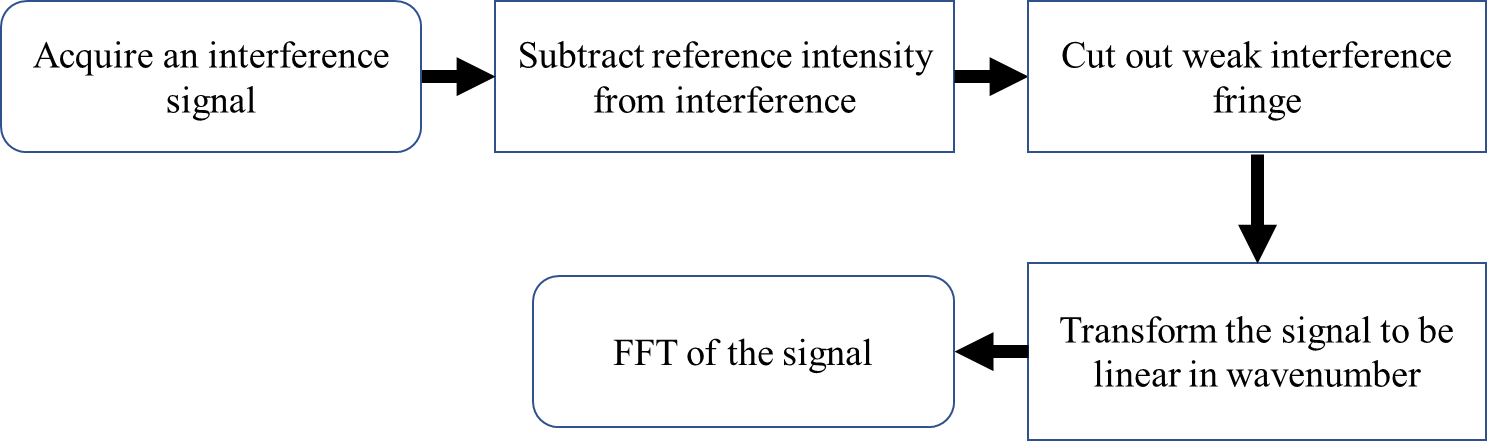 Acquire an interference
signal
Subtract reference intensity
from interference
Cut out weak interference
fringe
Transform the signal to be
linear in wavenumber
FFT of the signal